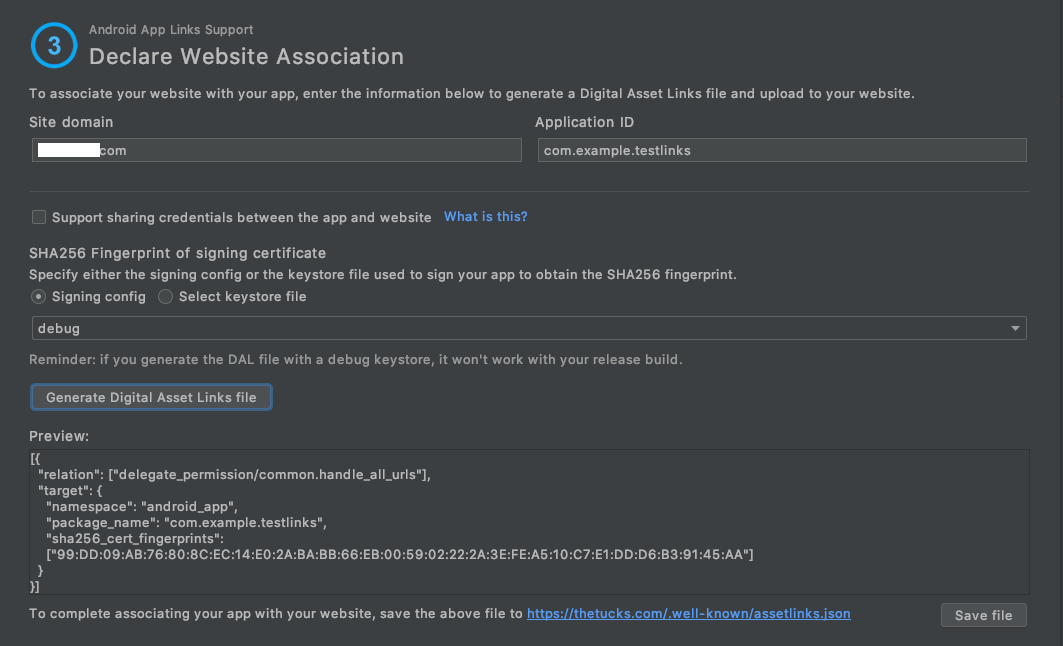 3
Android App Links Support
Declare Website Association
To associate your website with your app, enter the information below to generate a Digital Asset Links file and upload to your website.
Site domain
Application ID
com
com.example.testlinks
Support sharing credentials between the app and website What is this?
SHA256 Fingerprint of signing certificate
Specify either the signing config or the keystore file used to sign your app to obtain the SHA256 fingerprint.
Signing config Select keystore file
debug
Reminder: if you generate the DAL file with a debug keystore, it won't work with your release build.
Generate Digital Asset Links file
Preview:
[{
"relation": ["delegate_permission/common.handle_all_urls"],
"target": {
"namespace": "android_app",
"package_name": "com.example.testlinks",
"sha256_cert_fingerprints":
["99:DD:09:AB:76:80:8C:EC:14:E0:2A:BA:BB:66:EB:00:59:02:22:2A:3E:FE:A5:10:C7:E1:DD:D6:B3:91:45:AA"]
}
}]
To complete associating your app with your website, save the above file to https://thetucks.com/.well-known/assetlinks.json
Save file